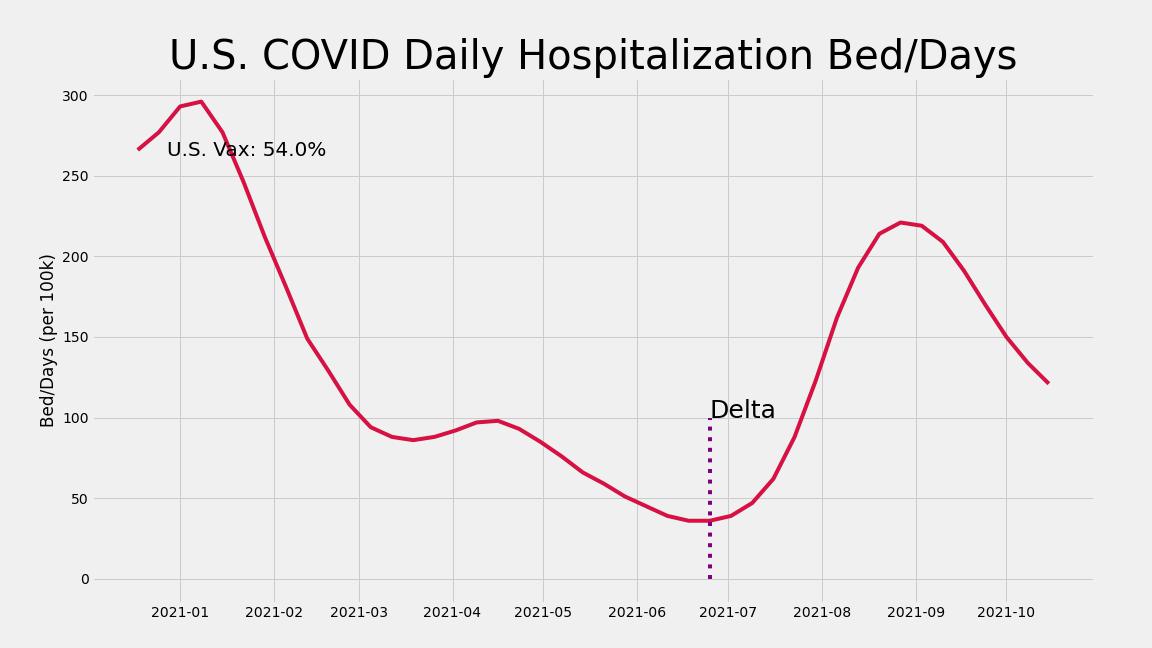 U.S. COVID Daily Hospitalization Bed/Days
300
U.S. Vax: 54.0%
250
200
150
100
50
0
Bed/Days (per 100k)
Delta
2021-01 2021-02 2021-03 2021-04 2021-05 2021-06 2021-07 2021-08 2021-09 2021-10